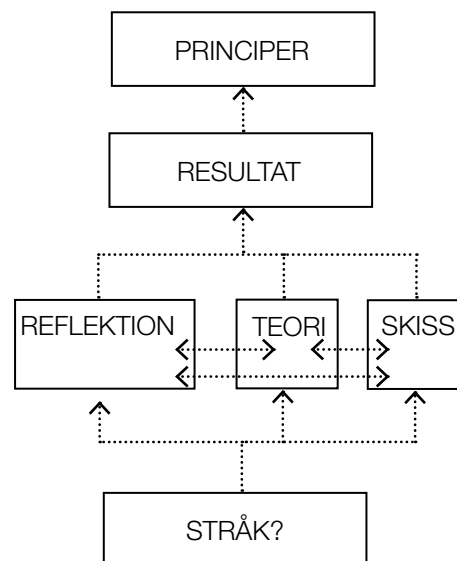 PRINCIPER
RESULTAT
REFLEKTION
TEORI
SKISS
STRÅK?